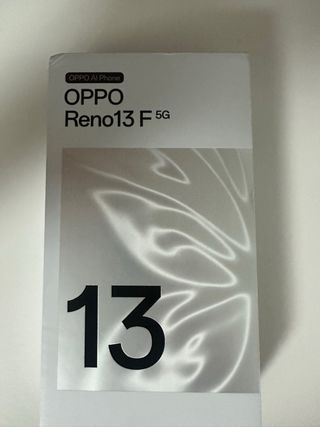 OPPO AI Phone
OPPO
Reno13 F 5G
13